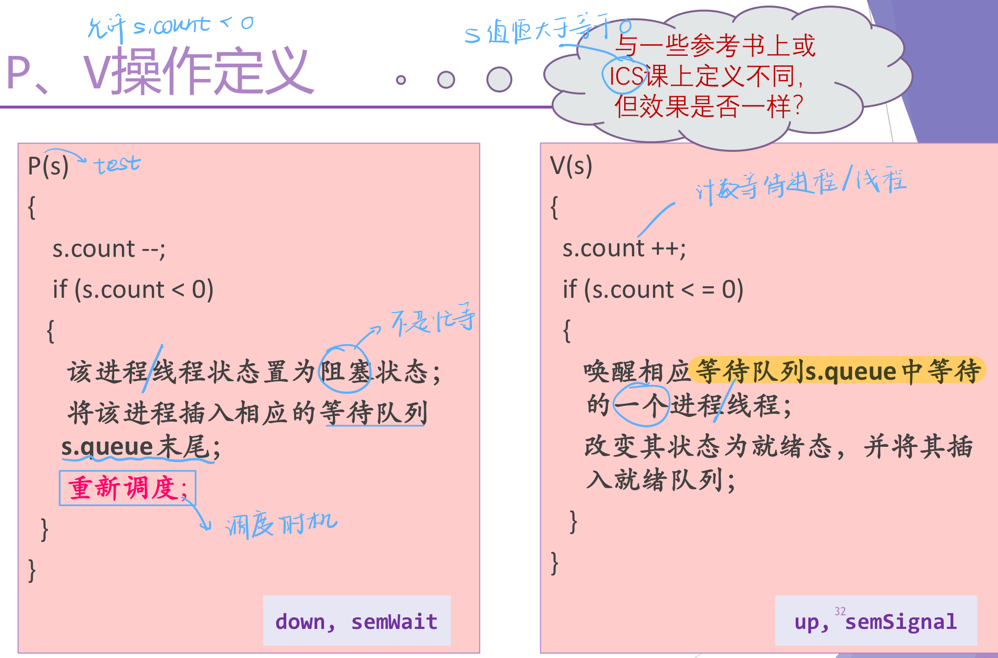 允许 s.count < 0
s 值恒大于等于0
P、V操作定义
与一些参考书上或
ICS课上定义不同，
但效果是否一样？
P(s)
test
{
s.count --;
if (s.count < 0)
{
不是忙等
该进程/线程状态置为阻塞状态；
将该进程插入相应的等待队列
s.queue末尾；
重新调度；
调度时机
}
}
down, semWait
V(s)
计数等待进程/线程
{
s.count ++;
if (s.count < = 0)
{
唤醒相应等待队列s.queue中等待
的一个进程/线程；
改变其状态为就绪态，并将其插
入就绪队列；
}
}
up, semSignal
32